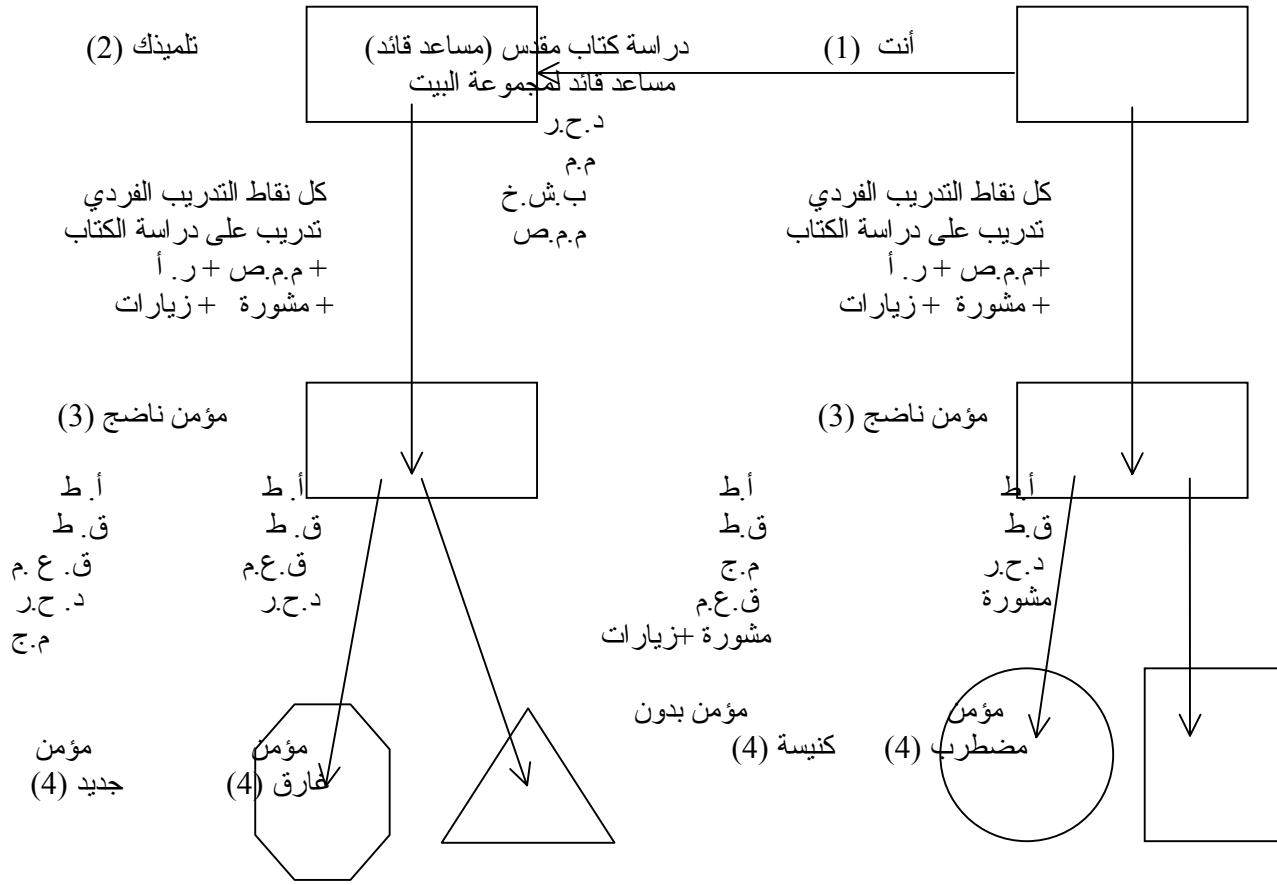 أنت (1)
دراسة كتاب مقدس (مساعد قائد)
تلميذك (2)
مساعد قائد لمجموعة البيت
د.ح.ر
م.م
ب.ش.خ
م.م.ص
كل نقاط التدريب الفردي
تدريب على دراسة الكتاب
+م.م.ص + ر. أ
+ مشورة + زيارات
كل نقاط التدريب الفردي
تدريب على دراسة الكتاب
+ م.م.ص + ر. أ
+ مشورة + زيارات
مؤمن ناضج (3)
مؤمن ناضج (3)
أ.ط
ق.ط
د.ح.ر
مشورة
أ.ط
ق.ط
م.ج
ق.ع.م
مشورة +زيارات
أ. ط
ق. ط
ق.ع.م
د.ح.ر
أ. ط
ق. ط
ق. ع .م
د. ح.ر
م.ج
مؤمن
مضطرب (4)
مؤمن بدون
كنيسة (4)
مؤمن
غارق (4)
مؤمن
جديد (4)